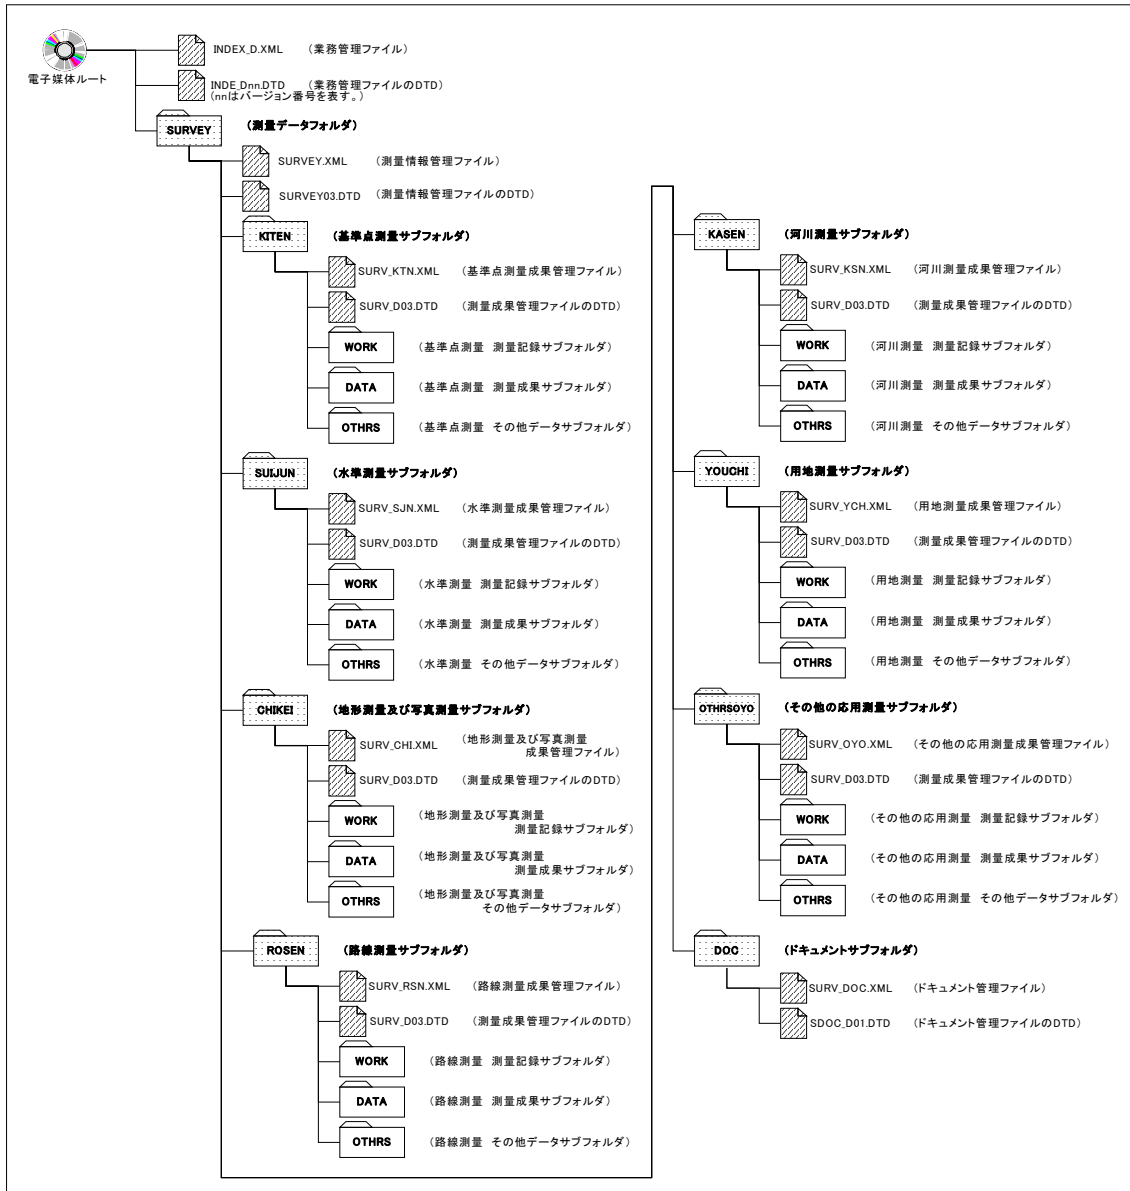 電子媒体ルート
INDEX_D.XML （業務管理ファイル）
INDE_Dnn.DTD （業務管理ファイルのDTD）
（nnはバージョン番号を表す。）
SURVEY （測量データフォルダ）
SURVEY.XML （測量情報管理ファイル）
SURVEY03.DTD （測量情報管理ファイルのDTD）
KITEN （基準点測量サブフォルダ）
SURV_KTN.XML （基準点測量成果管理ファイル）
SURV_D03.DTD （測量成果管理ファイルのDTD）
WORK （基準点測量 測量記録サブフォルダ）
DATA （基準点測量 測量成果サブフォルダ）
OTHRS （基準点測量 その他データサブフォルダ）
SUIJUN （水準測量サブフォルダ）
SURV_SJN.XML （水準測量成果管理ファイル）
SURV_D03.DTD （測量成果管理ファイルのDTD）
WORK （水準測量 測量記録サブフォルダ）
DATA （水準測量 測量成果サブフォルダ）
OTHRS （水準測量 その他データサブフォルダ）
CHIKEI （地形測量及び写真測量サブフォルダ）
SURV_CHI.XML （地形測量及び写真測量
成果管理ファイル）
SURV_D03.DTD （測量成果管理ファイルのDTD）
WORK （地形測量及び写真測量
測量記録サブフォルダ）
DATA （地形測量及び写真測量
測量成果サブフォルダ）
OTHRS （地形測量及び写真測量
その他データサブフォルダ）
ROSEN （路線測量サブフォルダ）
SURV_RSN.XML （路線測量成果管理ファイル）
SURV_D03.DTD （測量成果管理ファイルのDTD）
WORK （路線測量 測量記録サブフォルダ）
DATA （路線測量 測量成果サブフォルダ）
OTHRS （路線測量 その他データサブフォルダ）
KASEN （河川測量サブフォルダ）
SURV_KSN.XML （河川測量成果管理ファイル）
SURV_D03.DTD （測量成果管理ファイルのDTD）
WORK （河川測量 測量記録サブフォルダ）
DATA （河川測量 測量成果サブフォルダ）
OTHRS （河川測量 その他データサブフォルダ）
YOUCHI （用地測量サブフォルダ）
SURV_YCH.XML （用地測量成果管理ファイル）
SURV_D03.DTD （測量成果管理ファイルのDTD）
WORK （用地測量 測量記録サブフォルダ）
DATA （用地測量 測量成果サブフォルダ）
OTHRS （用地測量 その他データサブフォルダ）
OTHRSOYO （その他の応用測量サブフォルダ）
SURV_OYO.XML （その他の応用測量成果管理ファイル）
SURV_D03.DTD （測量成果管理ファイルのDTD）
WORK （その他の応用測量 測量記録サブフォルダ）
DATA （その他の応用測量 測量成果サブフォルダ）
OTHRS （その他の応用測量 その他データサブフォルダ）
DOC （ドキュメントサブフォルダ）
SURV_DOC.XML （ドキュメント管理ファイル）
SDOC_D01.DTD （ドキュメント管理ファイルのDTD）